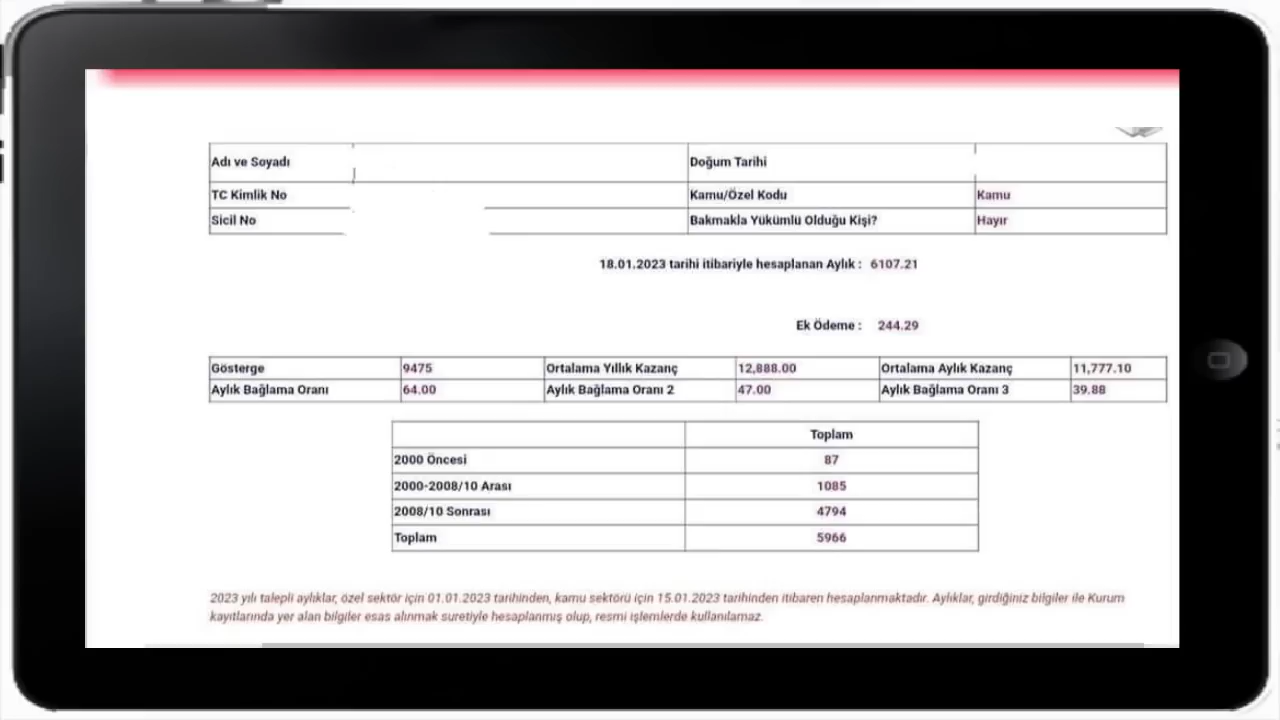 Adı ve Soyadı Doğum Tarihi
TC Kimlik No Kamu/Özel Kodu Kamu
Sicil No Bakmakla Yükümlü Olduğu Kişi? Hayır
18.01.2023 tarihi itibariyle hesaplanan Aylık : 6107.21
Ek Ödeme : 244.29
Gösterge 9475 Ortalama Yıllık Kazanç 12,888.00 Ortalama Aylık Kazanç 11,777.10
Aylık Bağlama Oranı 64.00 Aylık Bağlama Oranı 2 47.00 Aylık Bağlama Oranı 3 39.88
Toplam
2000 Öncesi 87
2000-2008/10 Arası 1085
2008/10 Sonrası 4794
Toplam 5966
2023 yılı talepli aylıklar, özel sektör için 01.01.2023 tarihinden, kamu sektörü için 15.01.2023 tarihinden itibaren hesaplanmaktadır. Aylıklar, girdiğiniz bilgiler ile Kurum
kayıtlarında yer alan bilgiler esas alınmak suretiyle hesaplanmış olup, resmi işlemlerde kullanılamaz.